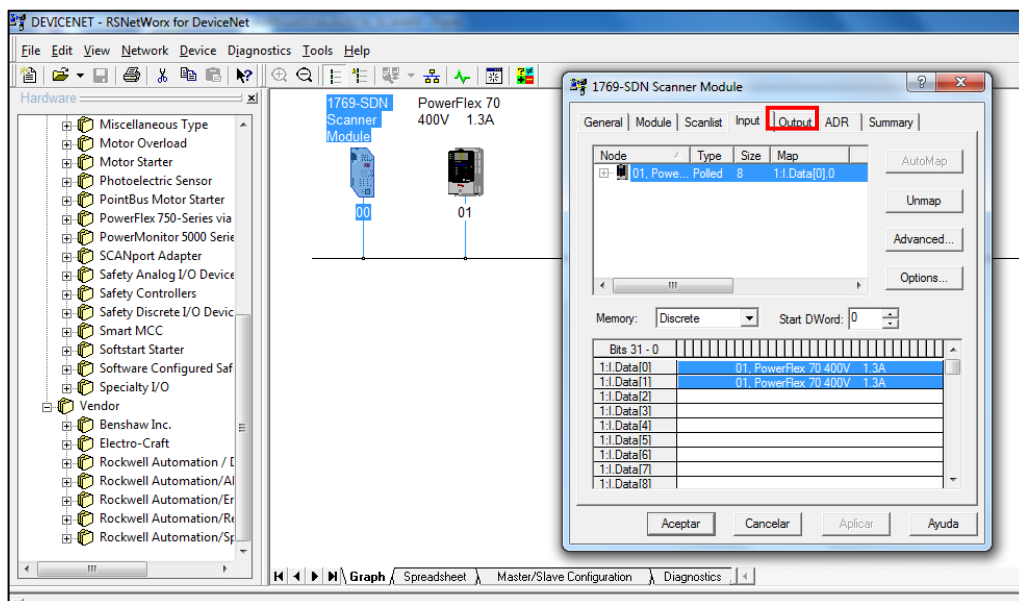 DEVICENET - RSNetWorx for DeviceNet
File Edit View Network Device Diagnostics Tools Help
Hardware
Miscellaneous Type
Motor Overload
Motor Starter
Photoelectric Sensor
PointBus Motor Starter
PowerFlex 750-Series via
PowerMonitor 5000 Serie
SCANport Adapter
Safety Analog I/O Device
Safety Controllers
Safety Discrete I/O Devic
Smart MCC
Softstart Starter
Software Configured Saf
Specialty I/O
Vendor
Benshaw Inc.
Electro-Craft
Rockwell Automation / D
Rockwell Automation/Al
Rockwell Automation/Er
Rockwell Automation/Re
Rockwell Automation/Sp
1769-SDN
Scanner
Module
00
PowerFlex 70
400V 1.3A
01
Graph Spreadsheet Master/Slave Configuration Diagnostics
1769-SDN Scanner Module
General Module Scanlist Input Output ADR Summary
Node Type Size Map
01, Powe... Polled 8 1:I.Data[0].0
AutoMap
Unmap
Advanced...
Options...
Memory: Discrete Start DWord: 0
Bits 31 - 0
1:I.Data[0] 01, PowerFlex 70 400V 1.3A
1:I.Data[1] 01, PowerFlex 70 400V 1.3A
1:I.Data[2]
1:I.Data[3]
1:I.Data[4]
1:I.Data[5]
1:I.Data[6]
1:I.Data[7]
1:I.Data[8]
Aceptar Cancelar Aplicar Ayuda